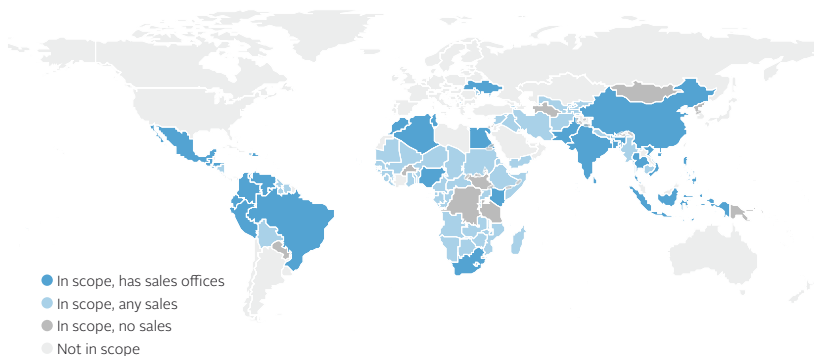 In scope, has sales offices
In scope, any sales
In scope, no sales
Not in scope